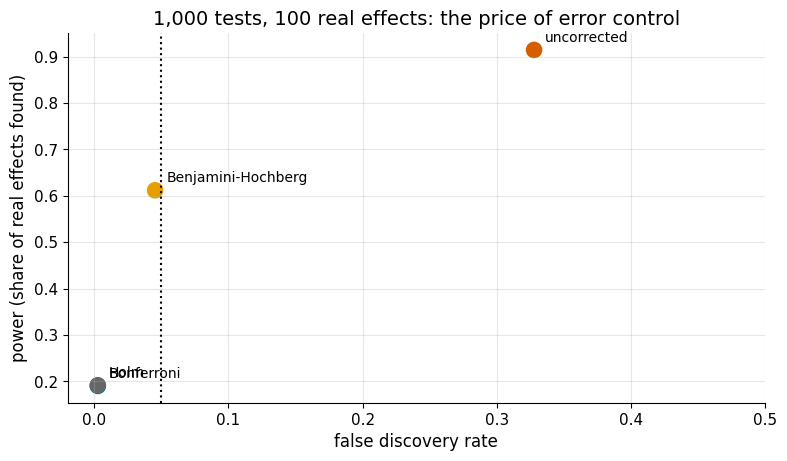 1,000 tests, 100 real effects: the price of error control
power (share of real effects found)
0.9
0.8
0.7
0.6
0.5
0.4
0.3
0.2
uncorrected
Benjamini-Hochberg
Holm
Bonferroni
0.0 0.1 0.2 0.3 0.4 0.5
false discovery rate